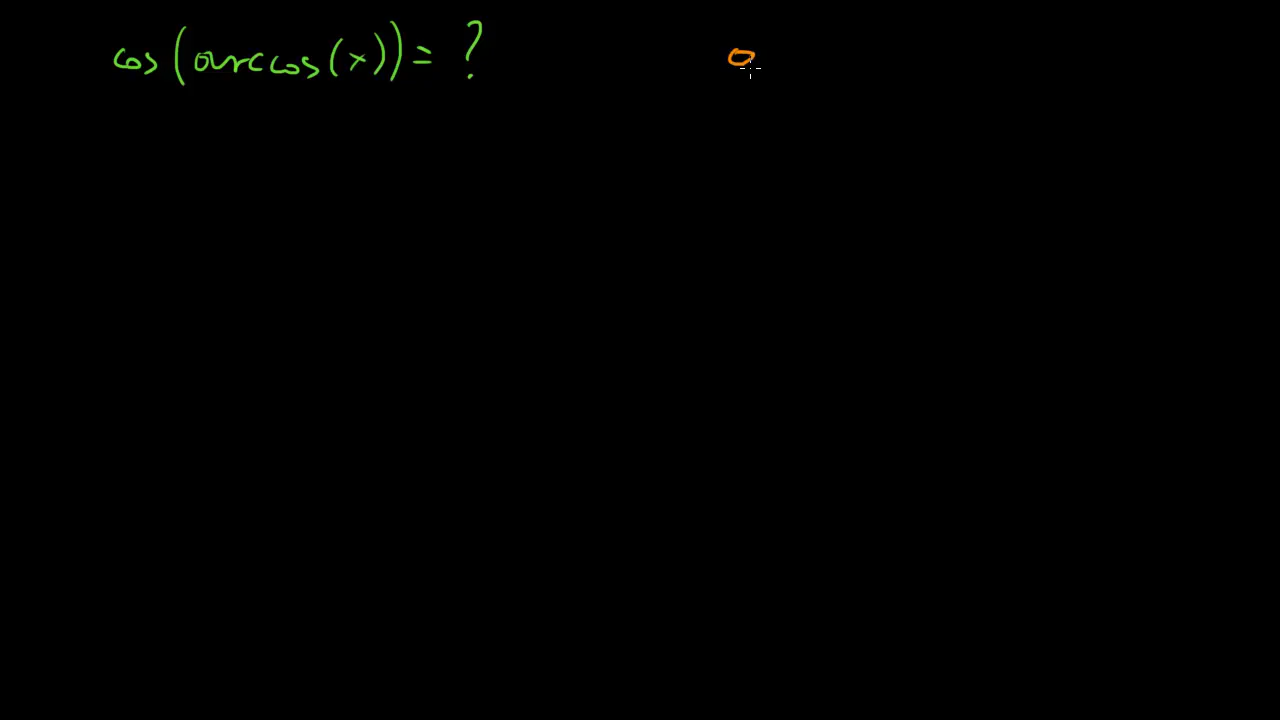 cos(arccos(x)) = ?